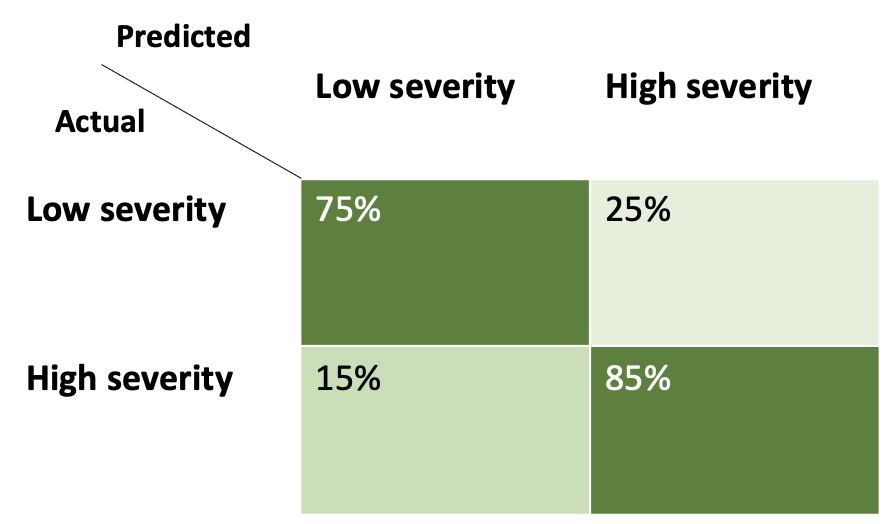 Predicted
Low severity High severity
Actual
Low severity 75% 25%
High severity 15% 85%